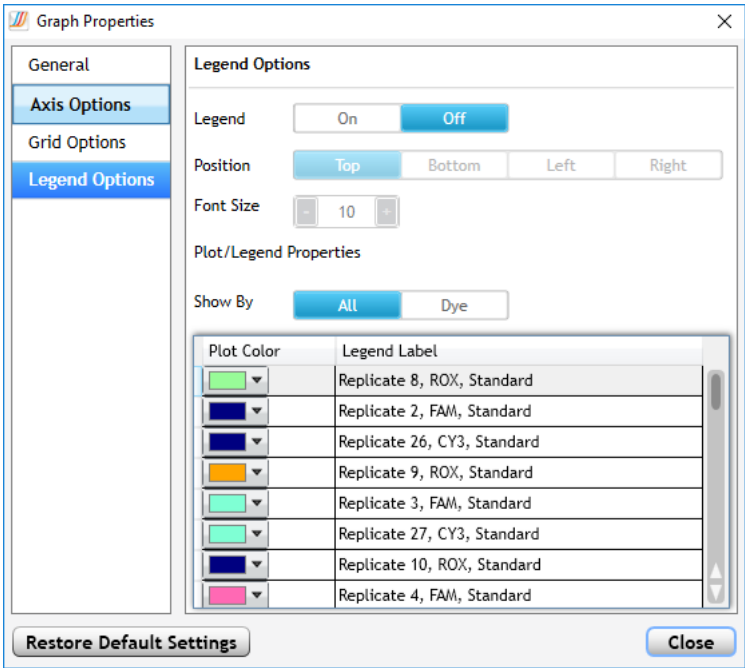 Graph Properties
General
Axis Options
Grid Options
Legend Options
Legend Options
Legend On Off
Position Top Bottom Left Right
Font Size - 10 +
Plot/Legend Properties
Show By All Dye
Plot Color Legend Label
Replicate 8, ROX, Standard
Replicate 2, FAM, Standard
Replicate 26, CY3, Standard
Replicate 9, ROX, Standard
Replicate 3, FAM, Standard
Replicate 27, CY3, Standard
Replicate 10, ROX, Standard
Replicate 4, FAM, Standard
Restore Default Settings Close